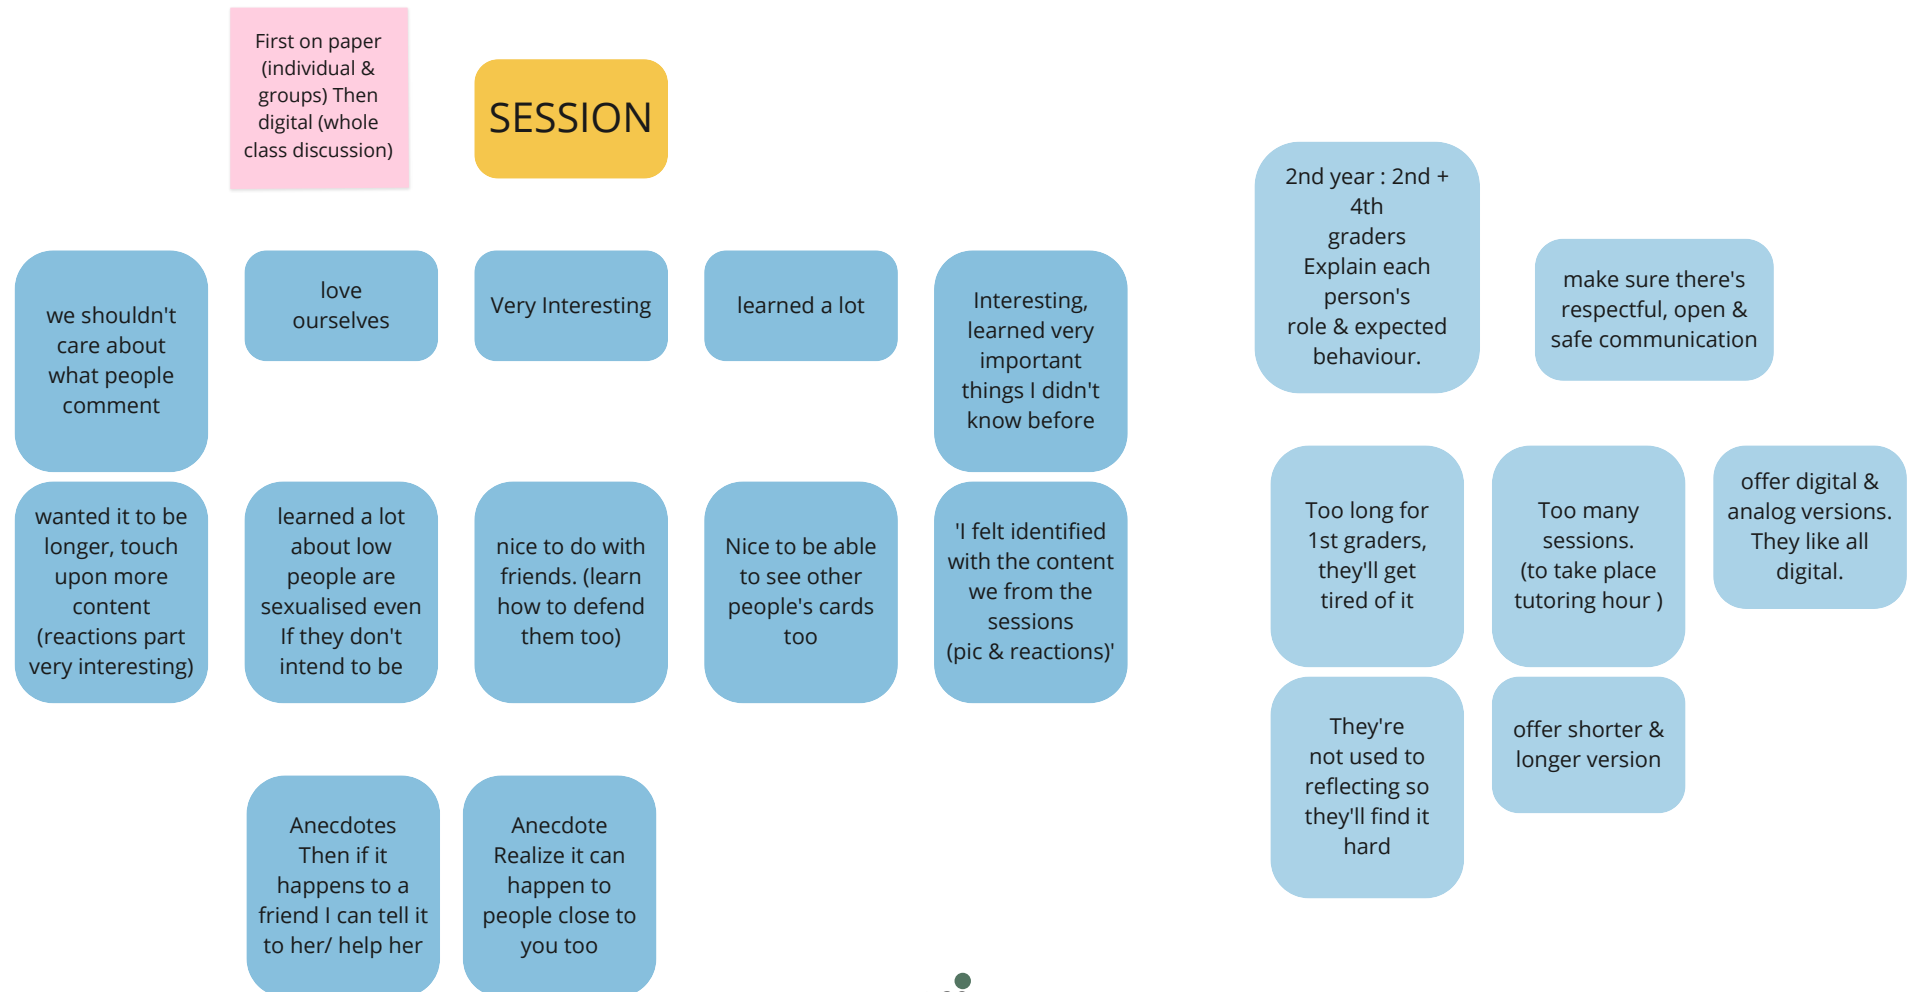 First on paper
(individual &
groups) Then
digital (whole
class discussion)
SESSION
we shouldn't
care about
what people
comment
love
ourselves
Very Interesting
learned a lot
Interesting,
learned very
important
things I didn't
know before
wanted it to be
longer, touch
upon more
content
(reactions part
very interesting)
learned a lot
about low
people are
sexualised even
If they don't
intend to be
nice to do with
friends. (learn
how to defend
them too)
Nice to be able
to see other
people's cards
too
'I felt identified
with the content
we from the
sessions
(pic & reactions)'
Anecdotes
Then if it
happens to a
friend I can tell it
to her/ help her
Anecdote
Realize it can
happen to
people close to
you too
2nd year : 2nd +
4th
graders
Explain each
person's
role & expected
behaviour.
make sure there's
respectful, open &
safe communication
Too long for
1st graders,
they'll get
tired of it
Too many
sessions.
(to take place
tutoring hour )
offer digital &
analog versions.
They like all
digital.
They're
not used to
reflecting so
they'll find it
hard
offer shorter &
longer version